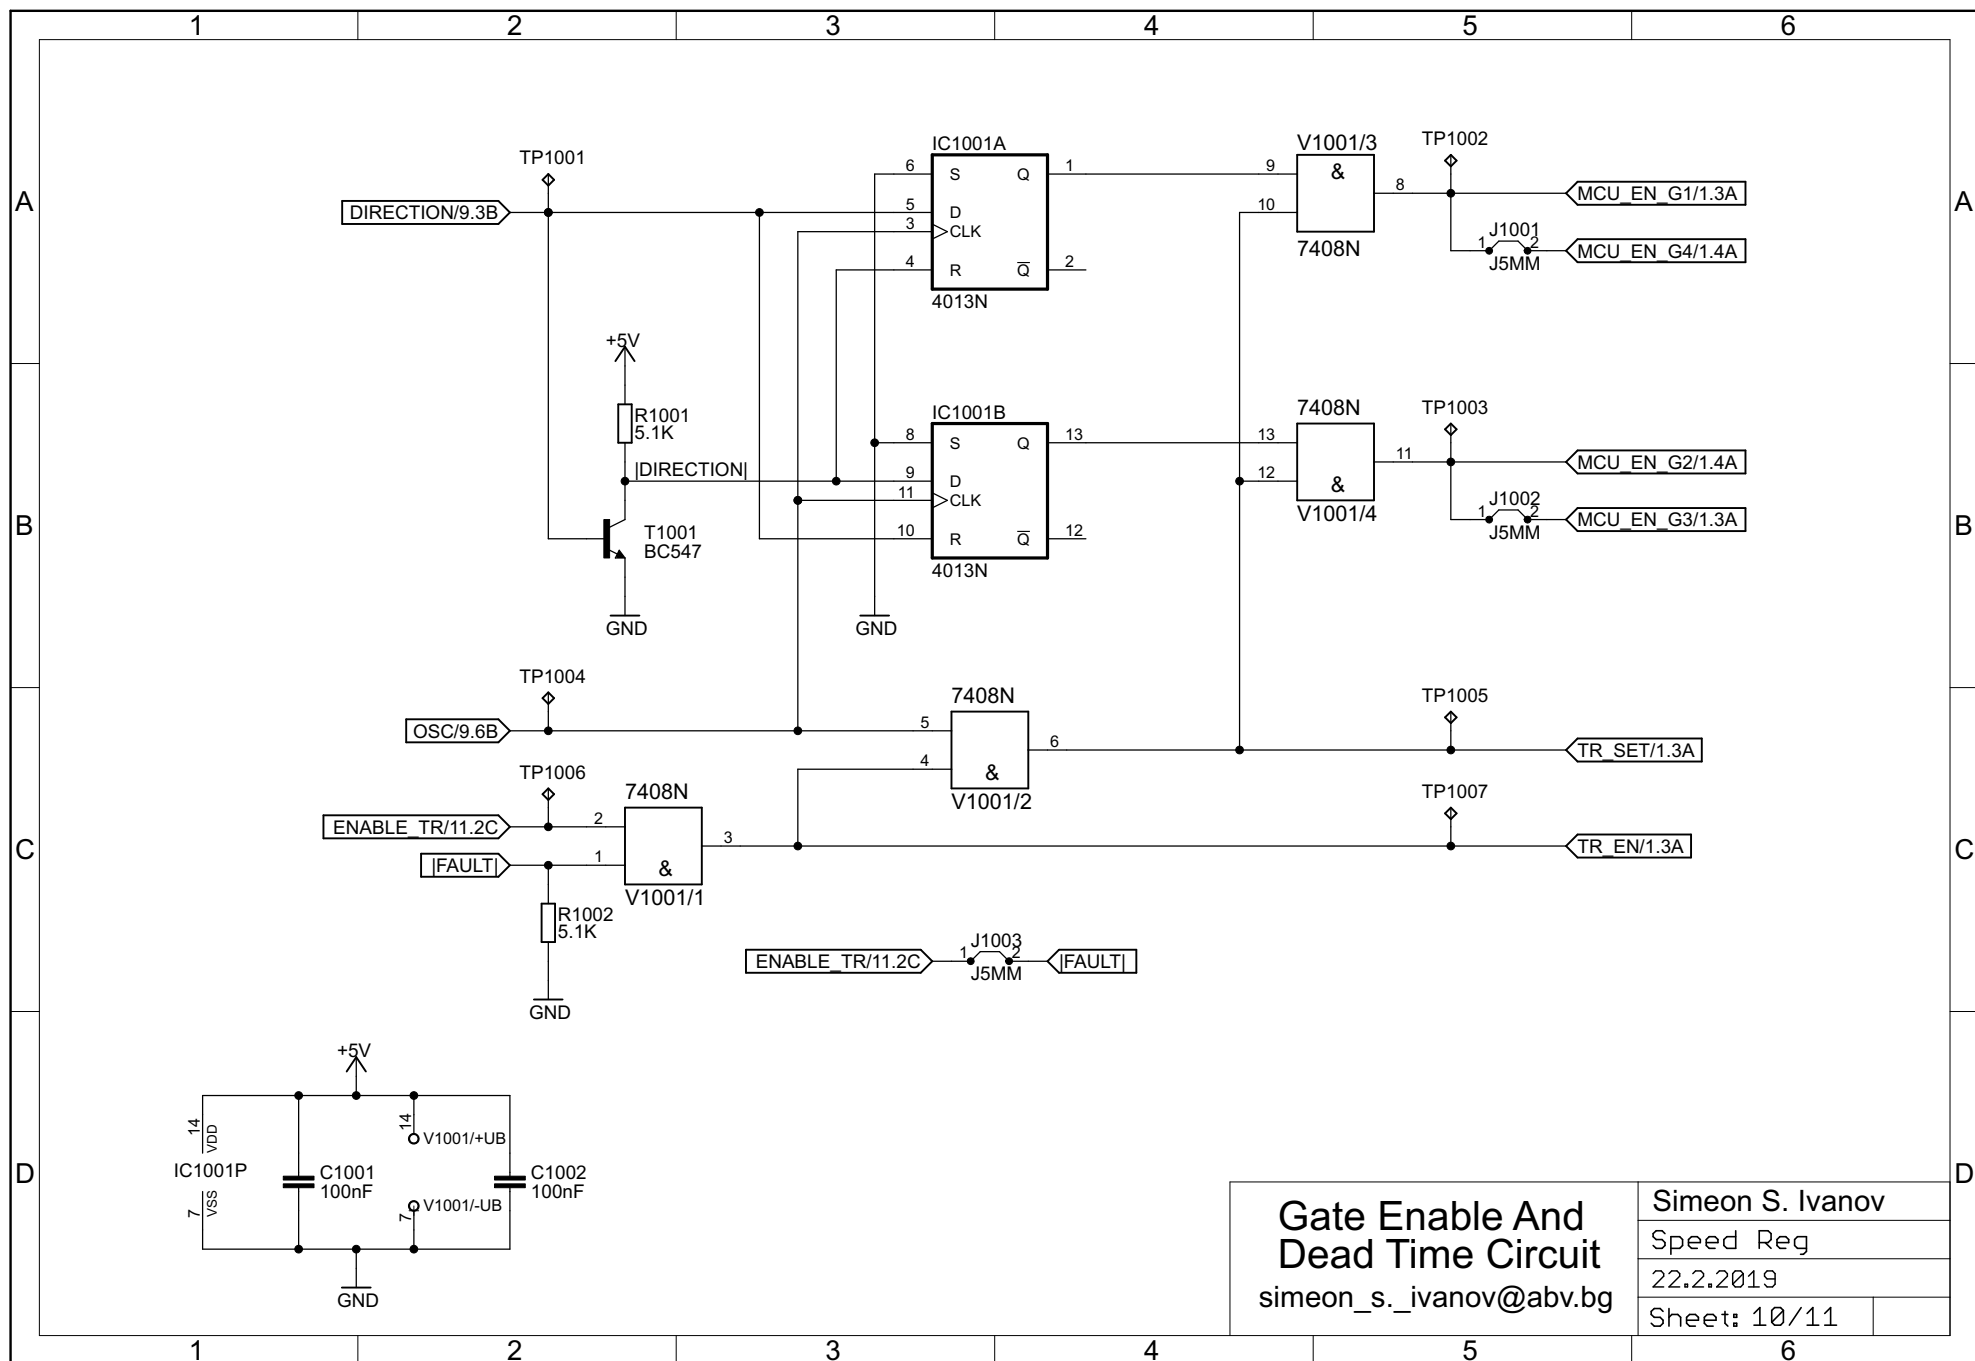 1 2 3 4 5 6
A A
TP1001
DIRECTION/9.3B
IC1001A
6 S Q 1
5 D
3 CLK
4 R Q 2
4013N
V1001/3
9 & 8
10
7408N
TP1002
MCU_EN_G1/1.3A
J1001
1 2
J5MM
MCU_EN_G4/1.4A
+5V
R1001
5.1K
|DIRECTION|
T1001
BC547
GND
IC1001B
8 S Q 13
9 D
11 CLK
10 R Q 12
4013N
GND
7408N
13 11
12 &
V1001/4
TP1003
MCU_EN_G2/1.4A
J1002
1 2
J5MM
MCU_EN_G3/1.3A
B B
TP1004
OSC/9.6B
7408N
5 6
4 &
V1001/2
TP1005
TR_SET/1.3A
TP1006
ENABLE_TR/11.2C
|FAULT|
7408N
2 3
1 &
V1001/1
TP1007
TR_EN/1.3A
C C
R1002
5.1K
GND
ENABLE_TR/11.2C
J1003
1 2
J5MM
|FAULT|
+5V
14 VDD
IC1001P
7 VSS
C1001
100nF
14 V1001/+UB
7 V1001/-UB
C1002
100nF
GND
D D
Gate Enable And
Dead Time Circuit
simeon_s._ivanov@abv.bg
Simeon S. Ivanov
Speed Reg
22.2.2019
Sheet: 10/11
1 2 3 4 5 6